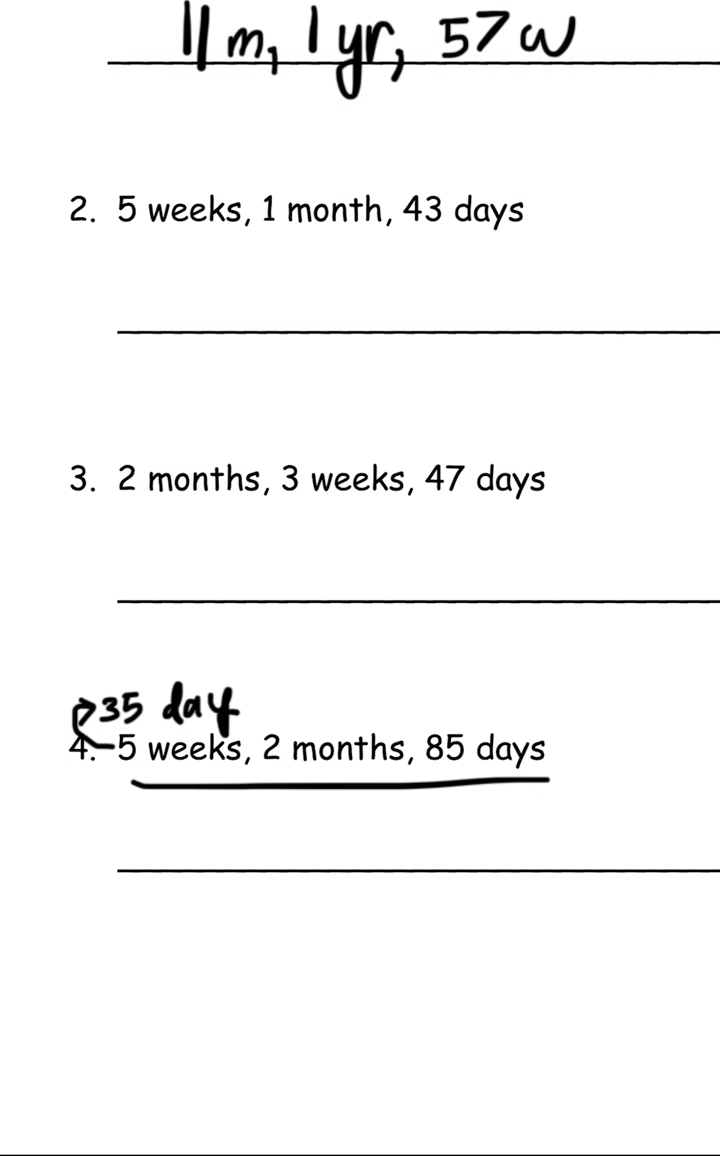 11 m, 1 yr, 57 w
2. 5 weeks, 1 month, 43 days
3. 2 months, 3 weeks, 47 days
35 day
4. 5 weeks, 2 months, 85 days